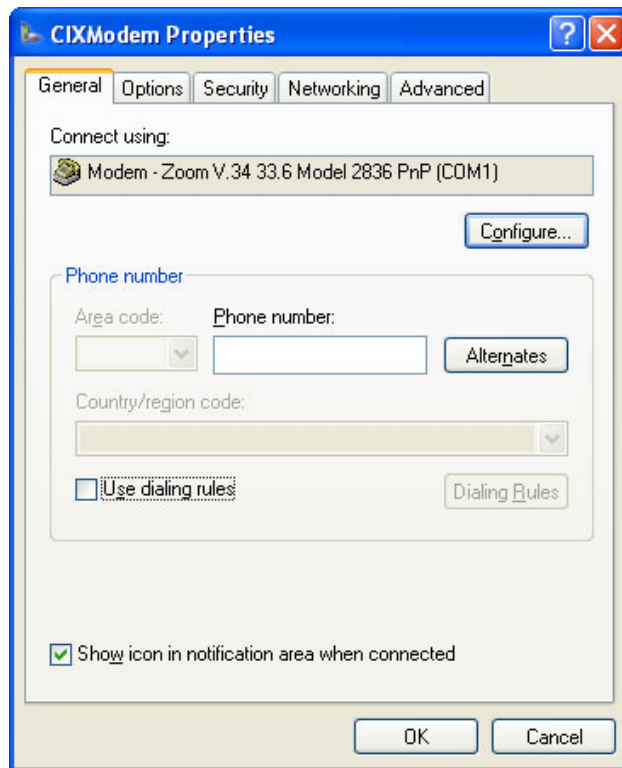 CIXModem Properties
?
General Options Security Networking Advanced
Connect using:
Modem - Zoom V.34 33.6 Model 2836 PnP (COM1)
Configure...
Phone number
Area code: Phone number:
Alternates
Country/region code:
Use dialing rules Dialing Rules
Show icon in notification area when connected
OK Cancel